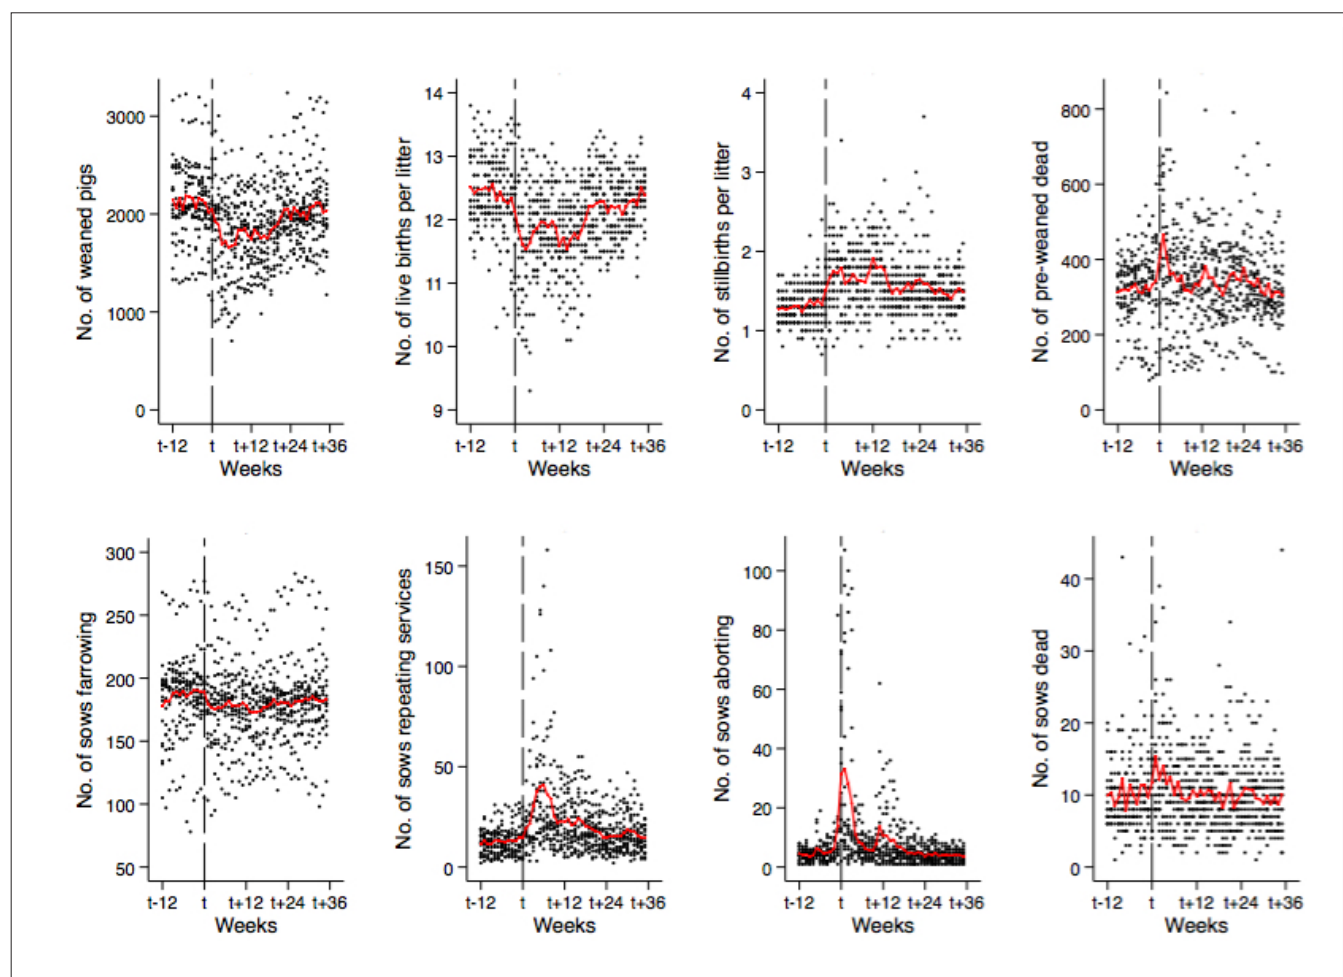 No. of weaned pigs
3000
2000
1000
0
t-12 t t+12 t+24 t+36
Weeks
No. of live births per litter
14
13
12
11
10
9
t-12 t t+12 t+24 t+36
Weeks
No. of stillbirths per litter
4
3
2
1
0
t-12 t t+12 t+24 t+36
Weeks
No. of pre-weaned dead
800
600
400
200
0
t-12 t t+12 t+24 t+36
Weeks
No. of sows farrowing
300
250
200
150
100
50
t-12 t t+12 t+24 t+36
Weeks
No. of sows repeating services
150
100
50
0
t-12 t t+12 t+24 t+36
Weeks
No. of sows aborting
100
80
60
40
20
0
t-12 t t+12 t+24 t+36
Weeks
No. of sows dead
40
30
20
10
0
t-12 t t+12 t+24 t+36
Weeks